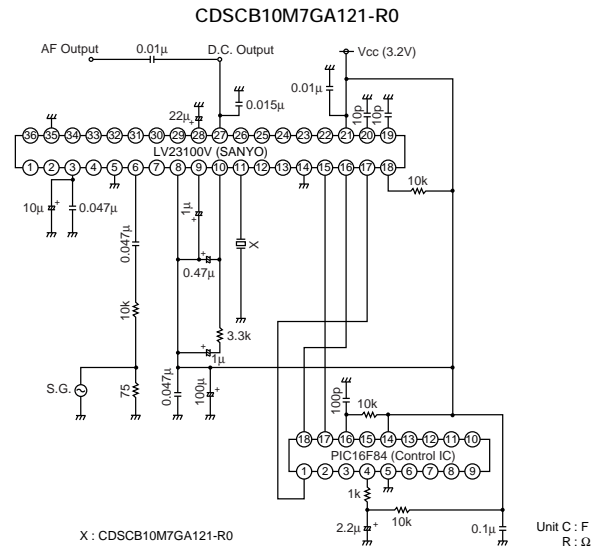 CDSCB10M7GA121-R0
AF Output
0.01μ
D.C. Output
Vcc (3.2V)
0.01μ
22μ
+
0.015μ
10p
10p
36 35 34 33 32 31 30 29 28 27 26 25 24 23 22 21 20 19
LV23100V (SANYO)
1 2 3 4 5 6 7 8 9 10 11 12 13 14 15 16 17 18
10k
10μ
+
0.047μ
0.047μ
1μ
+
X
+
0.47μ
10k
3.3k
+
1μ
S.G.
75
0.047μ
100μ
+
100p
10k
18 17 16 15 14 13 12 11 10
PIC16F84 (Control IC)
1 2 3 4 5 6 7 8 9
1k
10k
2.2μ
+
0.1μ
X : CDSCB10M7GA121-R0
Unit C : F
R : Ω